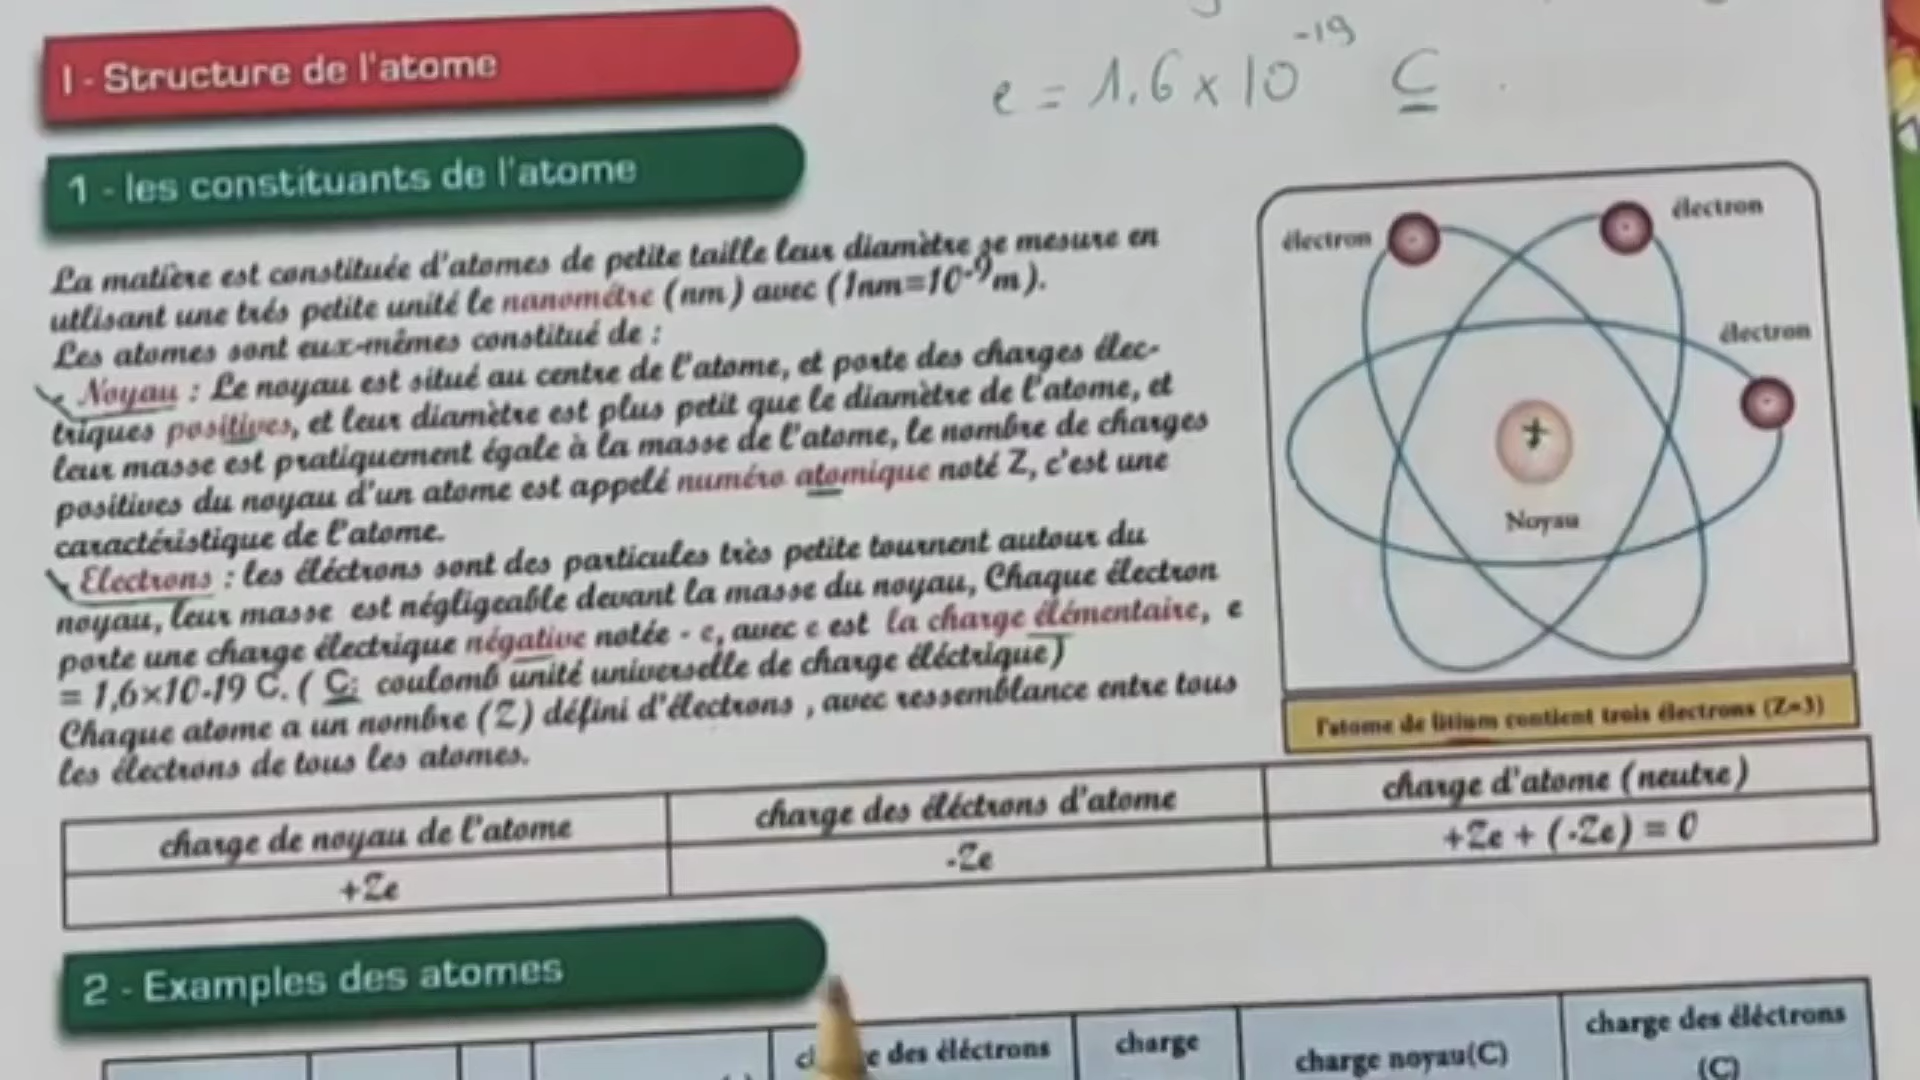 e = 1.6 x 10⁻¹⁹ C
I - Structure de l'atome
1 - les constituants de l'atome
La matière est constituée d'atomes de petite taille leur diamètre se mesure en
utlisant une trés petite unité le nanométre (nm) avec (1nm=10⁻⁹m).
Les atomes sont eux-mêmes constitué de :
Noyau : Le noyau est situé au centre de l'atome, et porte des charges élec-
triques positives, et leur diamètre est plus petit que le diamètre de l'atome, et
leur masse est pratiquement égale à la masse de l'atome, le nombre de charges
positives du noyau d'un atome est appelé numéro atomique noté Z, c'est une
caractéristique de l'atome.
Electrons : les éléctrons sont des particules très petite tournent autour du
noyau, leur masse est négligeable devant la masse du noyau, Chaque électron
porte une charge électrique négative notée - e, avec e est la charge élémentaire, e
= 1,6×10-19 C. ( C: coulomb unité universelle de charge éléctrique)
Chaque atome a un nombre (Z) défini d'électrons , avec ressemblance entre tous
les électrons de tous les atomes.
électron
électron
électron
+
Noyau
l'atome de litium contient trois électrons (Z=3)
charge de noyau de l'atome
charge des éléctrons d'atome
charge d'atome (neutre)
+Ze
-Ze
+Ze + (-Ze) = 0
2 - Examples des atomes
des éléctrons
charge
charge noyau(C)
charge des éléctrons
(C)